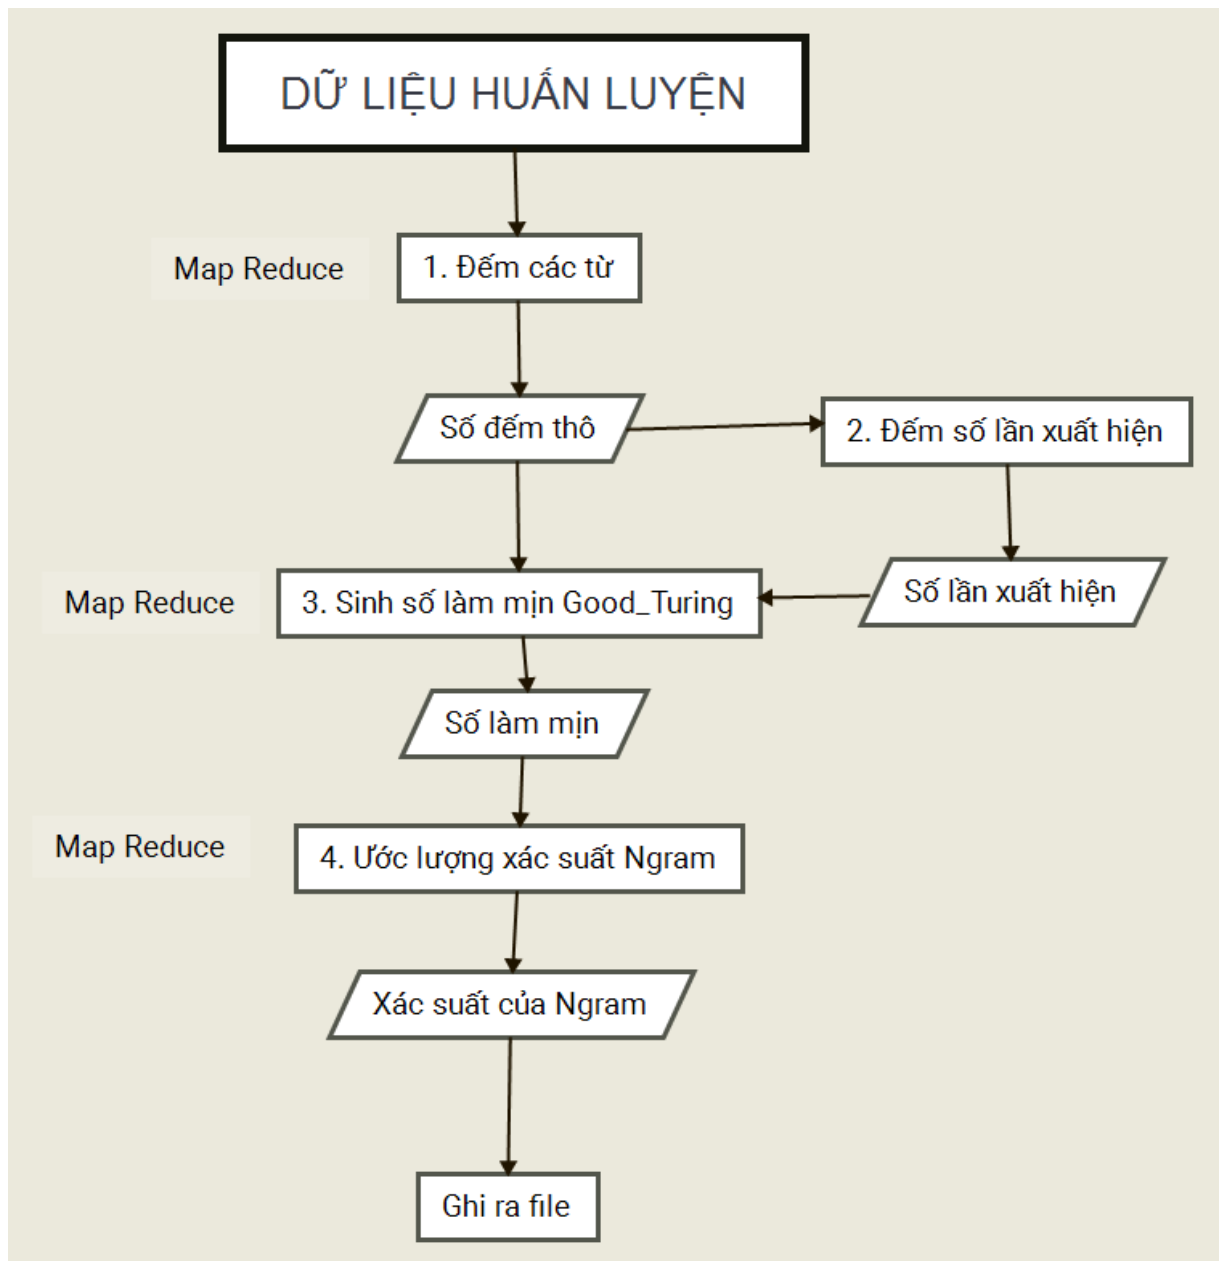 DỮ LIỆU HUẤN LUYỆN
Map Reduce
1. Đếm các từ
Số đếm thô
2. Đếm số lần xuất hiện
Map Reduce
3. Sinh số làm mịn Good_Turing
Số lần xuất hiện
Số làm mịn
Map Reduce
4. Ước lượng xác suất Ngram
Xác suất của Ngram
Ghi ra file